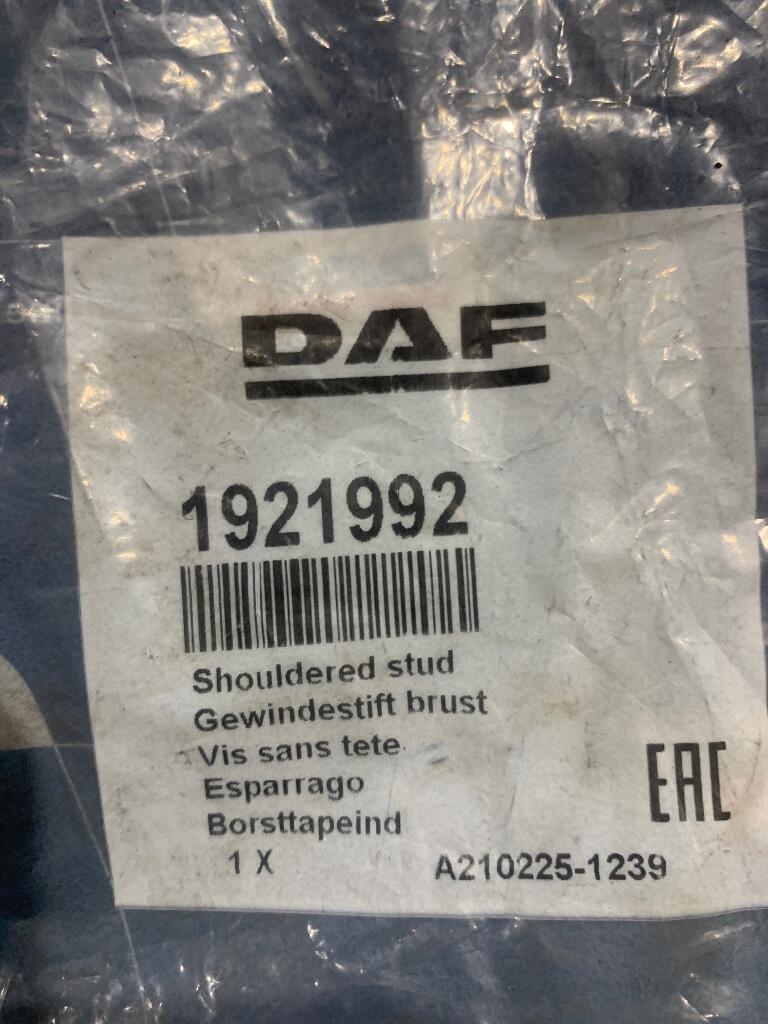 DAF
1921992
Shouldered stud
Gewindestift brust
Vis sans tete
Esparrago
Borsttapeind
EAC
1 X A210225-1239